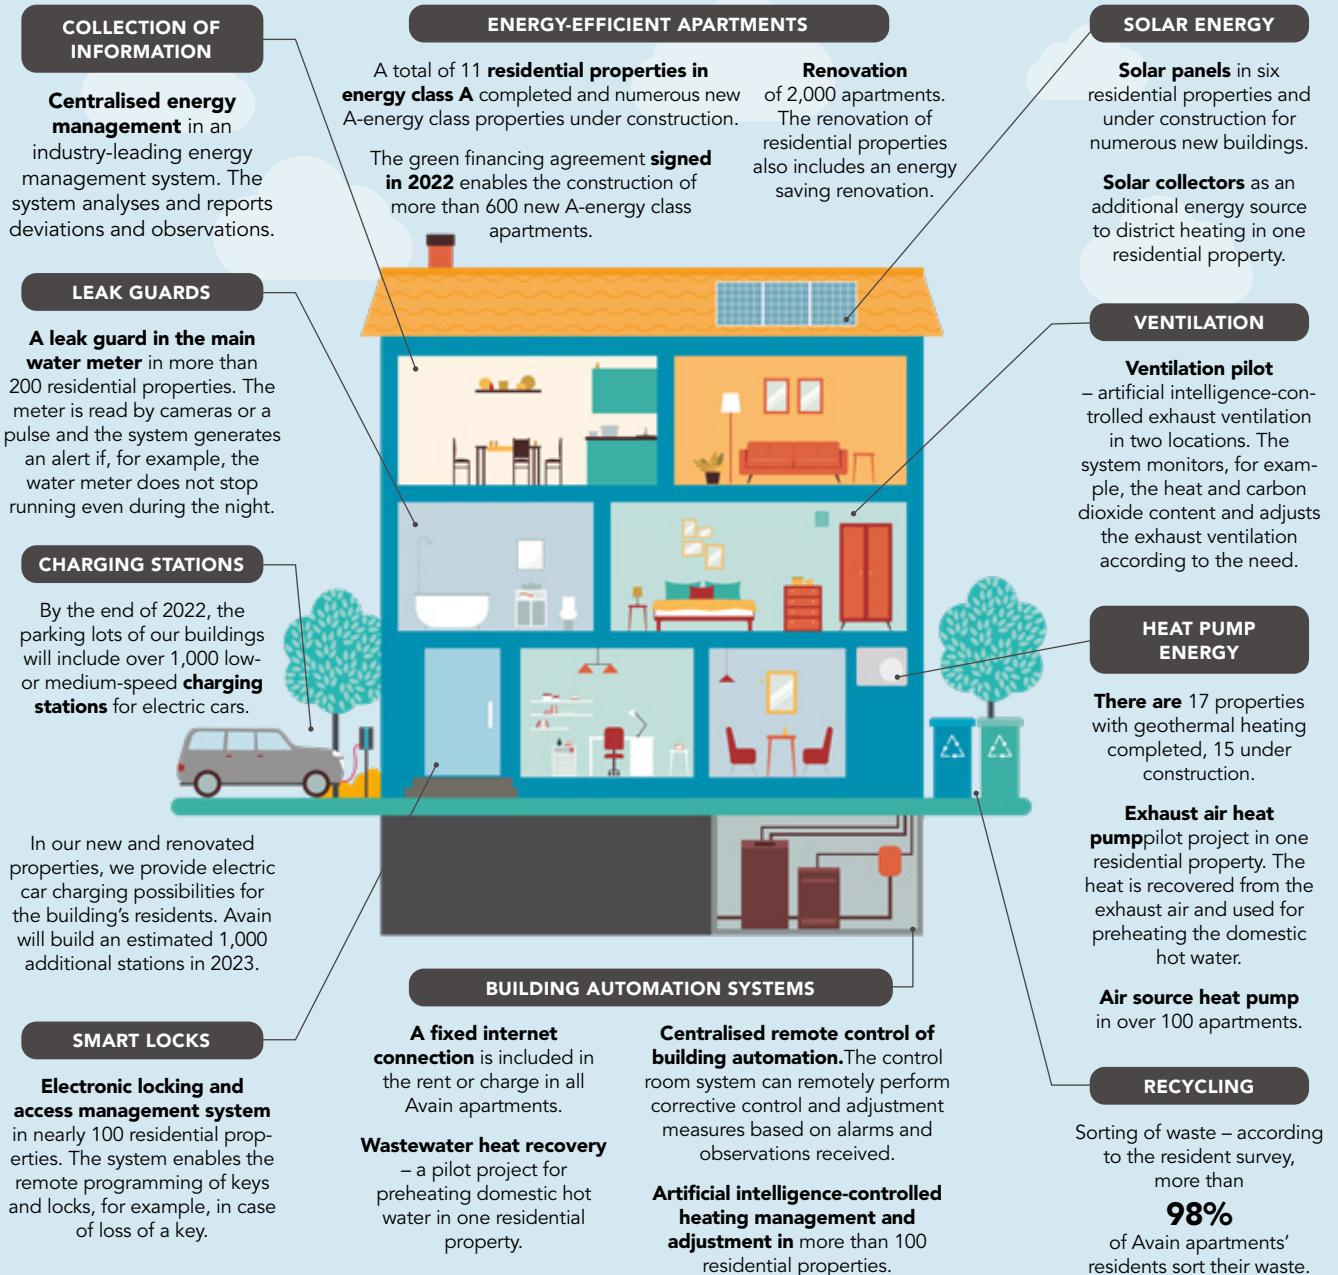 COLLECTION OF
INFORMATION
Centralised energy
management in an
industry-leading energy
management system. The
system analyses and reports
deviations and observations.
LEAK GUARDS
A leak guard in the main
water meter in more than
200 residential properties. The
meter is read by cameras or a
pulse and the system generates
an alert if, for example, the
water meter does not stop
running even during the night.
CHARGING STATIONS
By the end of 2022, the
parking lots of our buildings
will include over 1,000 low-
or medium-speed charging
stations for electric cars.
In our new and renovated
properties, we provide electric
car charging possibilities for
the building's residents. Avain
will build an estimated 1,000
additional stations in 2023.
SMART LOCKS
Electronic locking and
access management system
in nearly 100 residential prop-
erties. The system enables the
remote programming of keys
and locks, for example, in case
of loss of a key.
ENERGY-EFFICIENT APARTMENTS
A total of 11 residential properties in
energy class A completed and numerous new
A-energy class properties under construction.
The green financing agreement signed
in 2022 enables the construction of
more than 600 new A-energy class
apartments.
Renovation
of 2,000 apartments.
The renovation of
residential properties
also includes an energy
saving renovation.
BUILDING AUTOMATION SYSTEMS
A fixed internet
connection is included in
the rent or charge in all
Avain apartments.
Wastewater heat recovery
– a pilot project for
preheating domestic hot
water in one residential
property.
Centralised remote control of
building automation.The control
room system can remotely perform
corrective control and adjustment
measures based on alarms and
observations received.
Artificial intelligence-controlled
heating management and
adjustment in more than 100
residential properties.
SOLAR ENERGY
Solar panels in six
residential properties and
under construction for
numerous new buildings.
Solar collectors as an
additional energy source
to district heating in one
residential property.
VENTILATION
Ventilation pilot
– artificial intelligence-con-
trolled exhaust ventilation
in two locations. The
system monitors, for exam-
ple, the heat and carbon
dioxide content and adjusts
the exhaust ventilation
according to the need.
HEAT PUMP
ENERGY
There are 17 properties
with geothermal heating
completed, 15 under
construction.
Exhaust air heat
pumppilot project in one
residential property. The
heat is recovered from the
exhaust air and used for
preheating the domestic
hot water.
Air source heat pump
in over 100 apartments.
RECYCLING
Sorting of waste – according
to the resident survey,
more than
98%
of Avain apartments'
residents sort their waste.